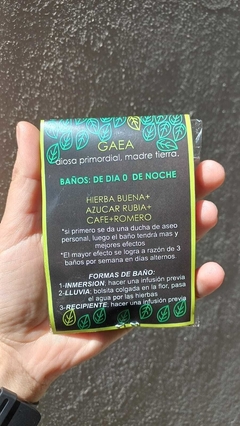 GAEA
diosa primordial, madre tierra.
BAÑOS: DE DIA 0 DE NOCHE
HIERBA BUENA+
AZUCAR RUBIA+
CAFE+ROMERO
*si primero se da una ducha de aseo
personal, luego el baño tendrá mas y
mejores efectos
*El mayor efecto se logra a razón de 3
baños por semana en días alternos
FORMAS DE BAÑO:
1-INMERSION, hacer una infusión previa
2-LLUVIA: bolsita colgada en la flor, pasa
el agua por las hierbas
3-RECIPIENTE: hacer una infusión previa